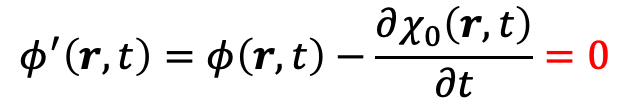 ϕ′(r, t) = ϕ(r, t) − ∂χ₀(r, t)/∂t = 0